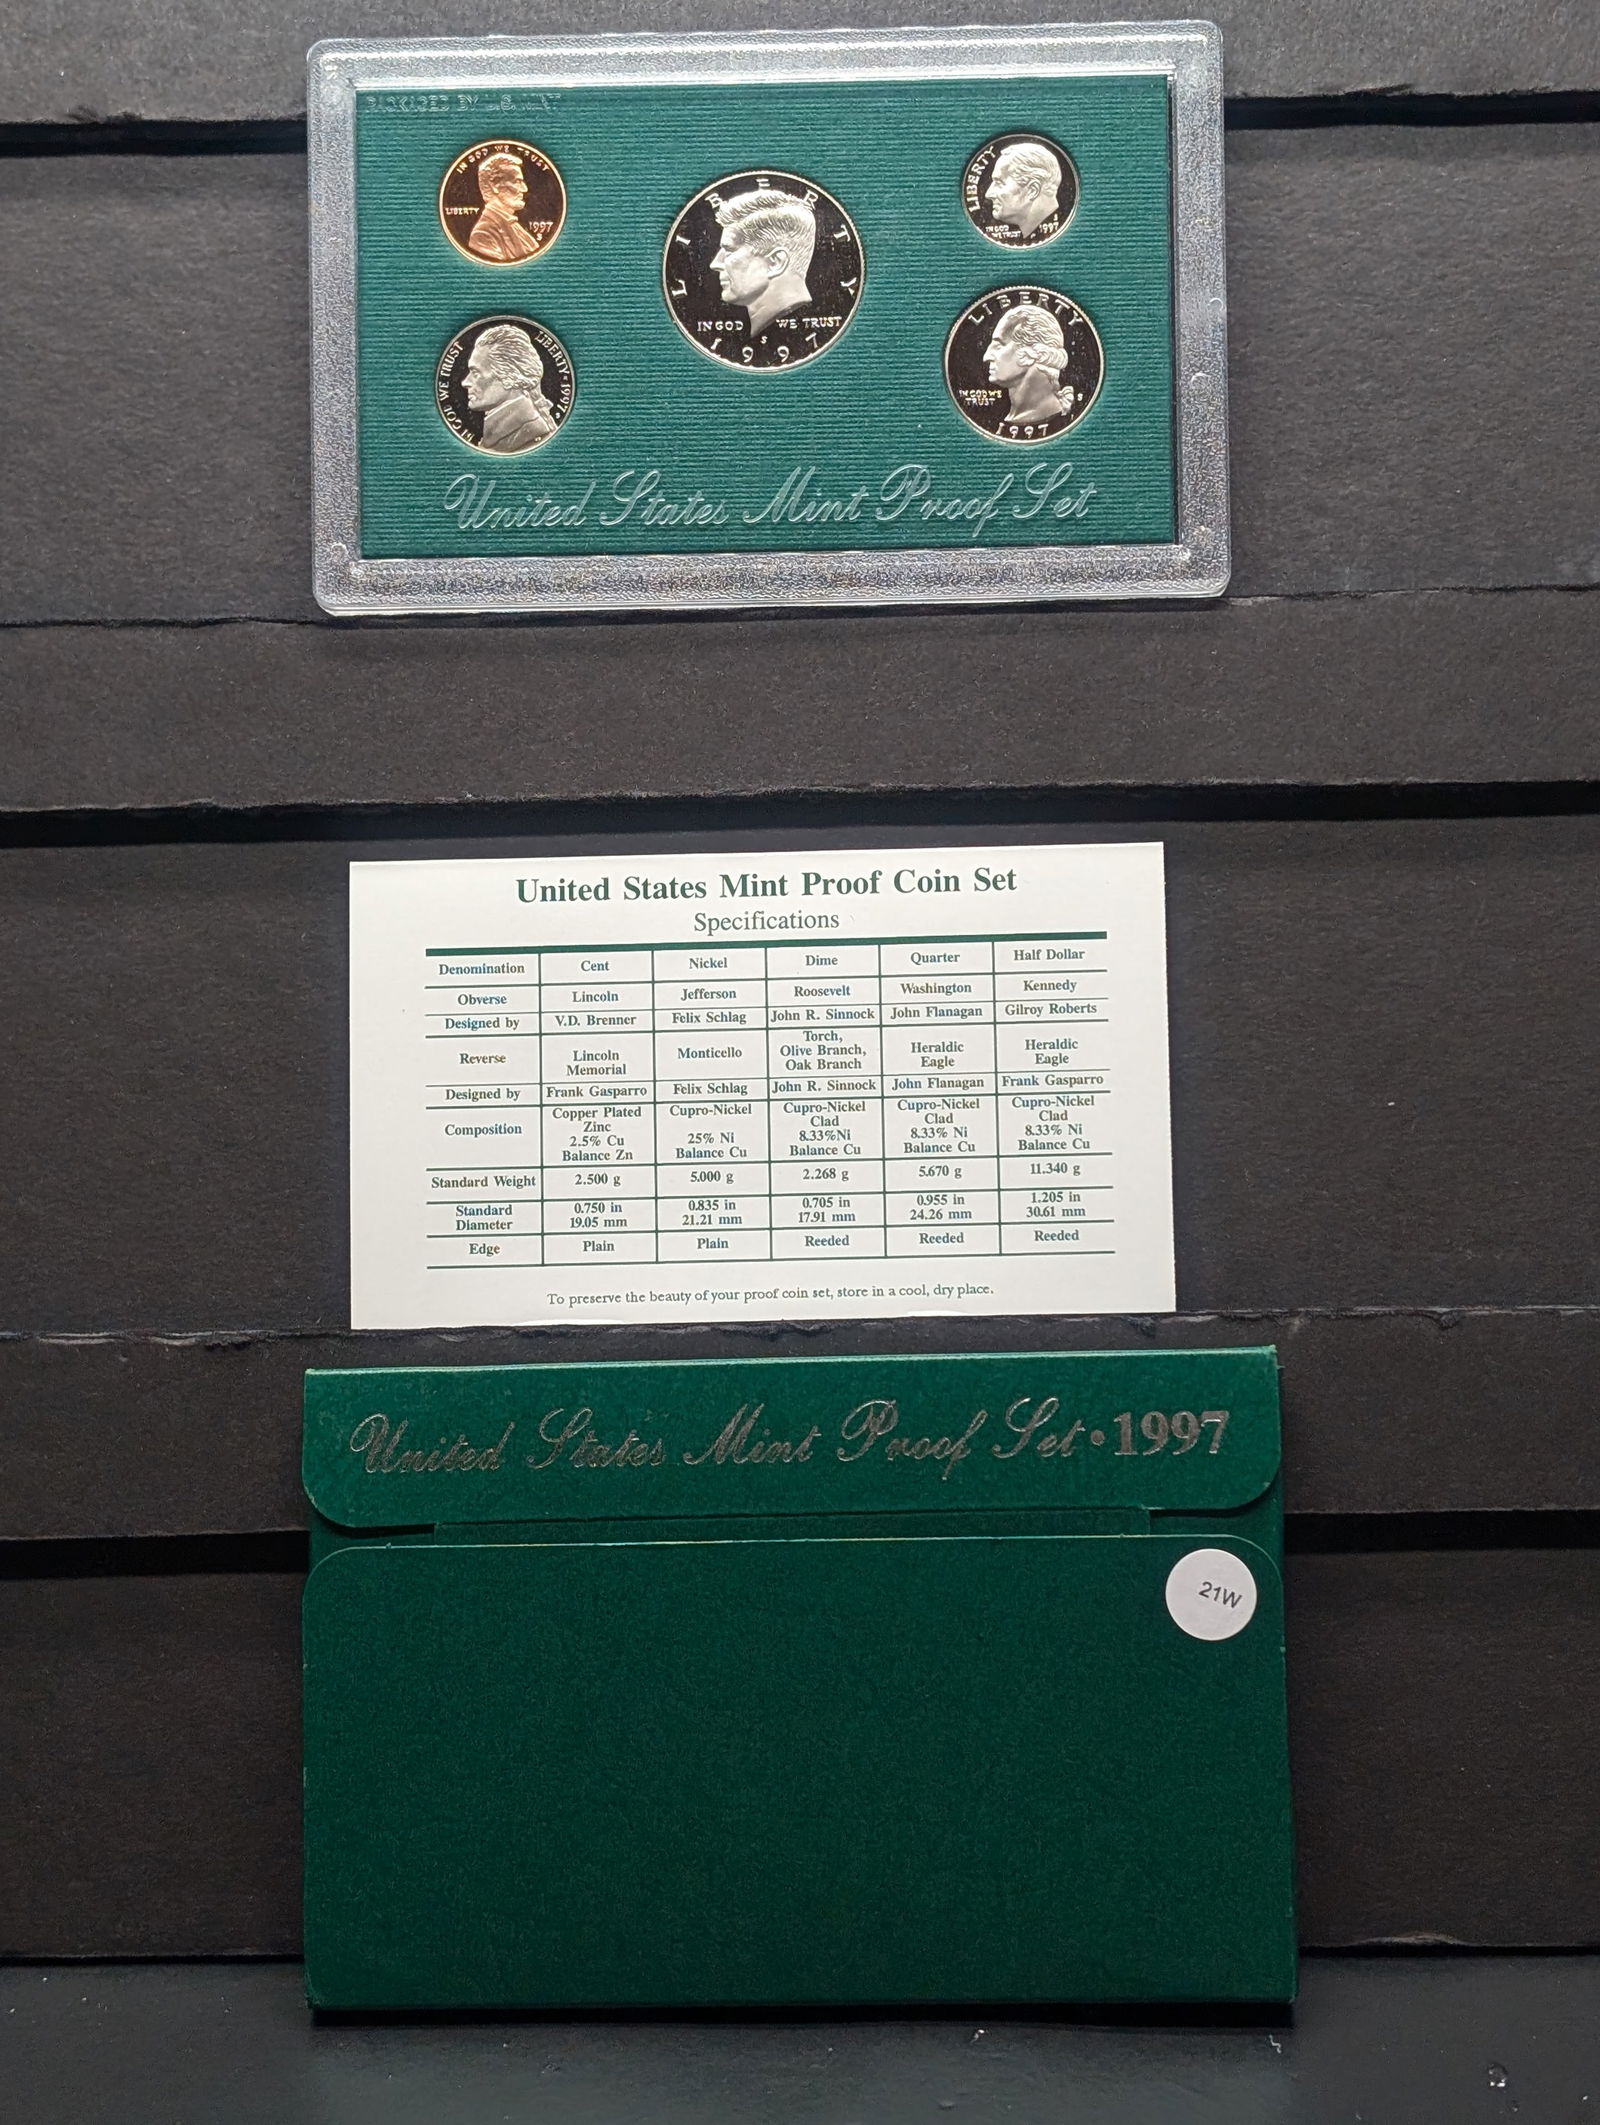 PACKAGED BY U.S. MINT
IN GOD WE TRUST
LIBERTY
1997
S
LIBERTY
IN GOD WE TRUST
S
1997
LIBERTY
IN GOD
WE TRUST
S
1997
IN GOD WE TRUST
LIBERTY 1997
S
LIBERTY
IN GOD WE
TRUST
S
1997
United States Mint Proof Set
United States Mint Proof Coin Set
Specifications
Denomination Cent Nickel Dime Quarter Half Dollar
Obverse Lincoln Jefferson Roosevelt Washington Kennedy
Designed by V.D. Brenner Felix Schlag John R. Sinnock John Flanagan Gilroy Roberts
Reverse Lincoln Memorial Monticello Torch, Olive Branch, Oak Branch Heraldic Eagle Heraldic Eagle
Designed by Frank Gasparro Felix Schlag John R. Sinnock John Flanagan Frank Gasparro
Composition Copper Plated Zinc 2.5% Cu Balance Zn Cupro-Nickel 25% Ni Balance Cu Cupro-Nickel Clad 8.33%Ni Balance Cu Cupro-Nickel Clad 8.33% Ni Balance Cu Cupro-Nickel Clad 8.33% Ni Balance Cu
Standard Weight 2.500 g 5.000 g 2.268 g 5.670 g 11.340 g
Standard Diameter 0.750 in 19.05 mm 0.835 in 21.21 mm 0.705 in 17.91 mm 0.955 in 24.26 mm 1.205 in 30.61 mm
Edge Plain Plain Reeded Reeded Reeded
To preserve the beauty of your proof coin set, store in a cool, dry place.
United States Mint Proof Set • 1997
21W